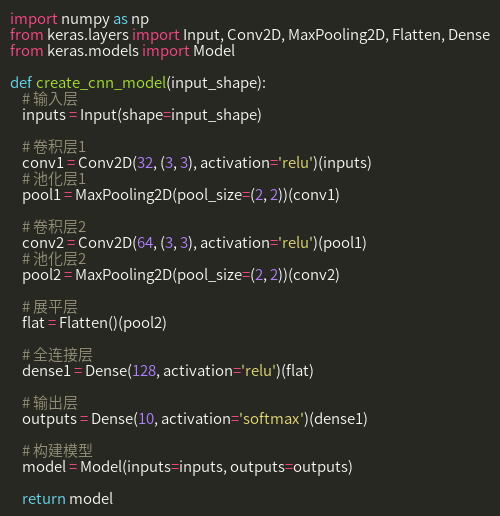 import numpy as np
from keras.layers import Input, Conv2D, MaxPooling2D, Flatten, Dense
from keras.models import Model

def create_cnn_model(input_shape):
    # 输入层
    inputs = Input(shape=input_shape)

    # 卷积层1
    conv1 = Conv2D(32, (3, 3), activation='relu')(inputs)
    # 池化层1
    pool1 = MaxPooling2D(pool_size=(2, 2))(conv1)

    # 卷积层2
    conv2 = Conv2D(64, (3, 3), activation='relu')(pool1)
    # 池化层2
    pool2 = MaxPooling2D(pool_size=(2, 2))(conv2)

    # 展平层
    flat = Flatten()(pool2)

    # 全连接层
    dense1 = Dense(128, activation='relu')(flat)

    # 输出层
    outputs = Dense(10, activation='softmax')(dense1)

    # 构建模型
    model = Model(inputs=inputs, outputs=outputs)

    return model